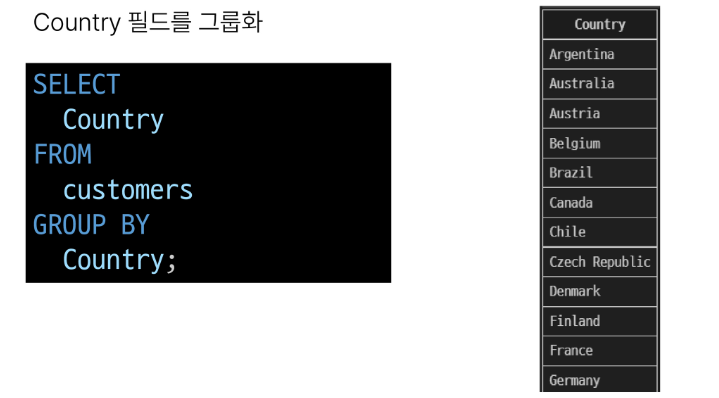 Country 필드를 그룹화
SELECT
Country
FROM
customers
GROUP BY
Country;
Country
Argentina
Australia
Austria
Belgium
Brazil
Canada
Chile
Czech Republic
Denmark
Finland
France
Germany